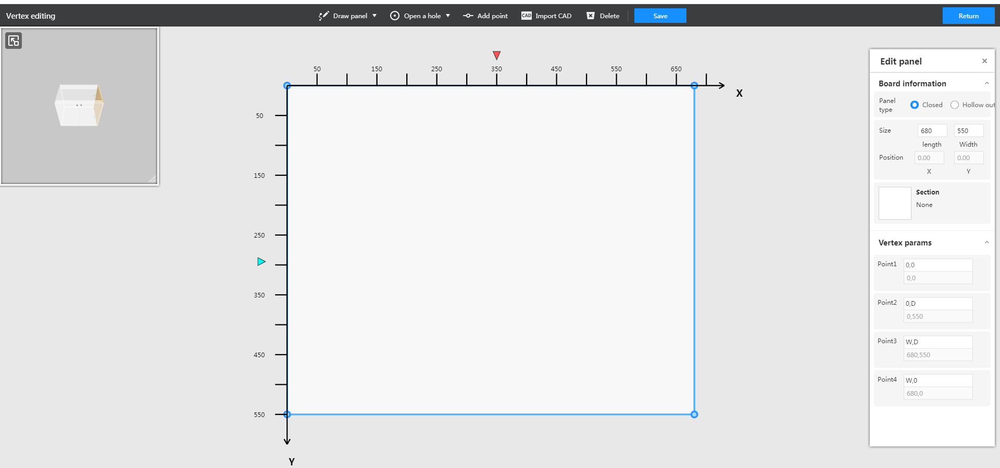 Vertex editing
Draw panel
Open a hole
Add point
CAD Import CAD
Delete
Save
Return
50 150 250 350 450 550 650
X
50
150
250
350
450
550
Y
Edit panel
Board information
Panel type
Closed
Hollow out
Size 680 550
length Width
Position 0.00 0.00
X Y
Section
None
Vertex params
Point1 0,0
0,0
Point2 0,D
0,550
Point3 W,D
680,550
Point4 W,0
680,0